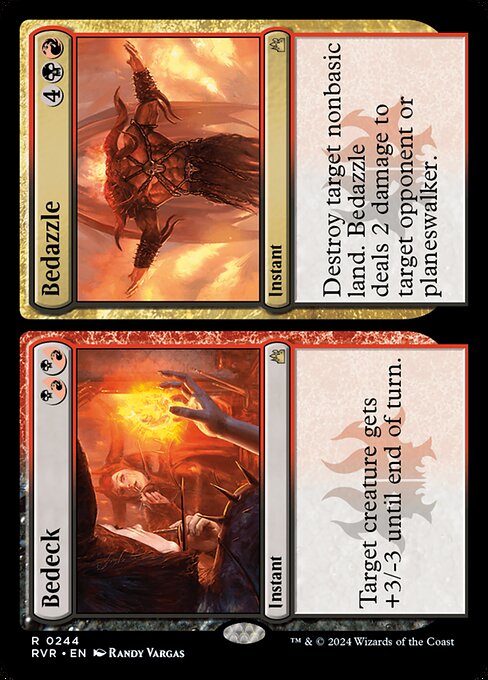 Bedeck
Instant
Target creature gets
+3/-3 until end of turn.
Bedazzle
4
Instant
Destroy target nonbasic
land. Bedazzle
deals 2 damage to
target opponent or
planeswalker.
R 0244
RVR • EN RANDY VARGAS
™ & © 2024 Wizards of the Coast